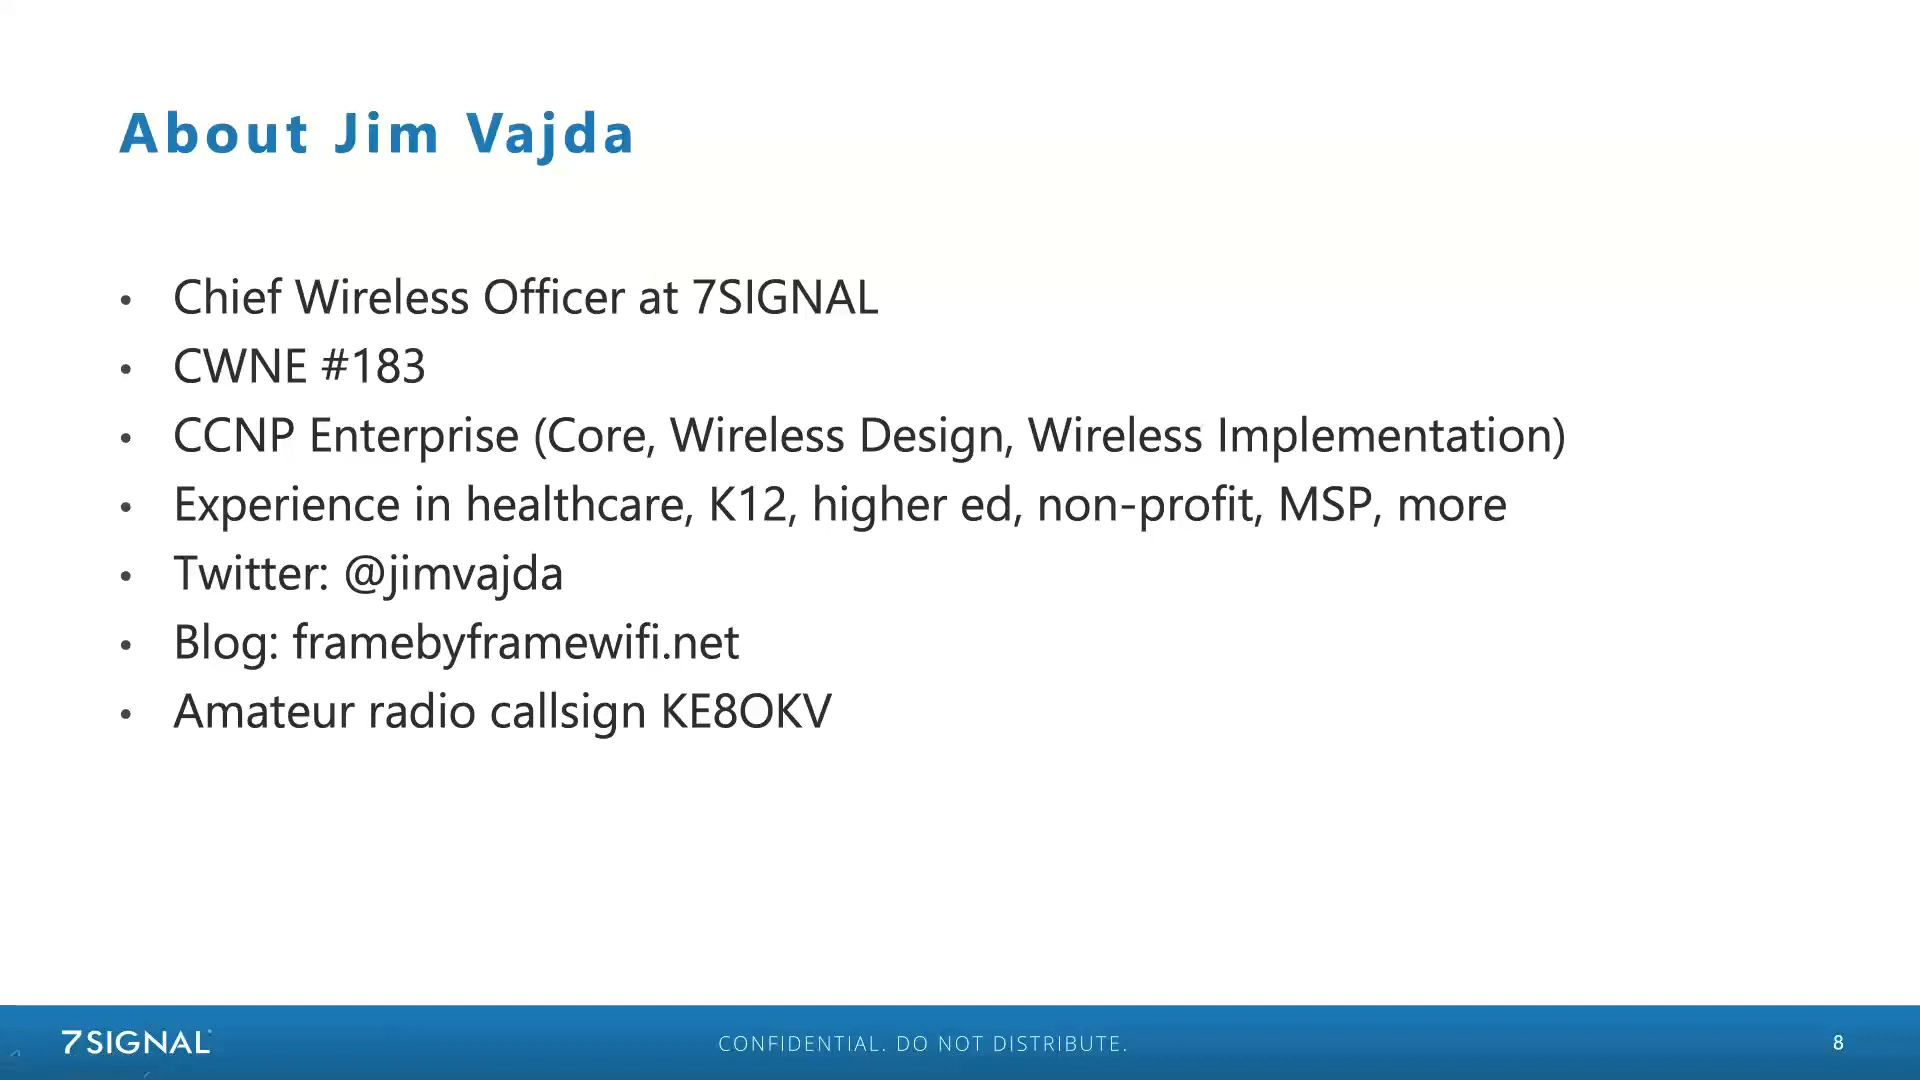 About Jim Vajda
• Chief Wireless Officer at 7SIGNAL
• CWNE #183
• CCNP Enterprise (Core, Wireless Design, Wireless Implementation)
• Experience in healthcare, K12, higher ed, non-profit, MSP, more
• Twitter: @jimvajda
• Blog: framebyframewifi.net
• Amateur radio callsign KE8OKV
7SIGNAL
CONFIDENTIAL. DO NOT DISTRIBUTE.
8